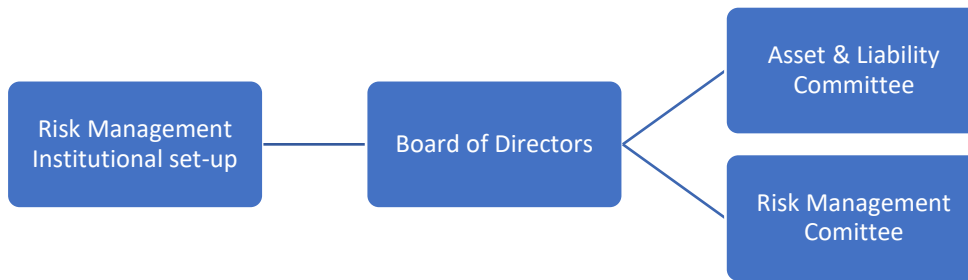 Risk Management
Institutional set-up
Board of Directors
Asset & Liability
Committee
Risk Management
Comittee